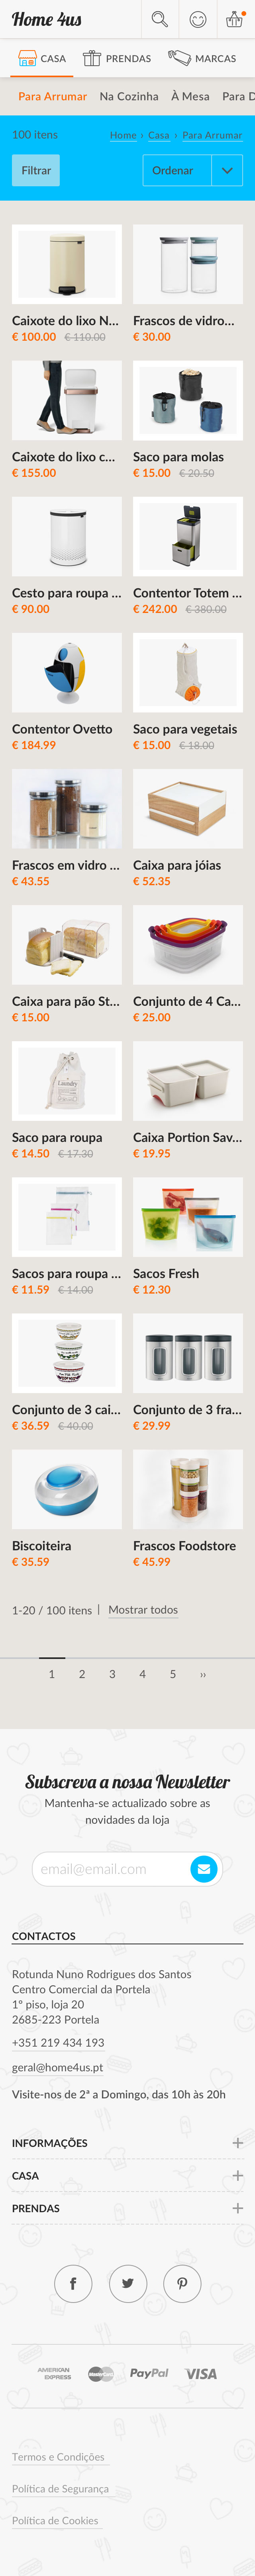 Home 4us
CASA
PRENDAS
MARCAS
Para Arrumar
Na Cozinha
À Mesa
Para D
100 itens
Home › Casa › Para Arrumar
Filtrar
Ordenar
Caixote do lixo N...
€ 100.00 € 110.00
Frascos de vidro...
€ 30.00
Caixote do lixo c...
€ 155.00
Saco para molas
€ 15.00 € 20.50
Cesto para roupa ...
€ 90.00
Contentor Totem ...
€ 242.00 € 380.00
Contentor Ovetto
€ 184.99
Saco para vegetais
€ 15.00 € 18.00
Frascos em vidro ...
€ 43.55
Caixa para jóias
€ 52.35
Caixa para pão St...
€ 15.00
Conjunto de 4 Ca...
€ 25.00
Laundry
Saco para roupa
€ 14.50 € 17.30
Caixa Portion Sav...
€ 19.95
Sacos para roupa ...
€ 11.59 € 14.00
Sacos Fresh
€ 12.30
Conjunto de 3 cai...
€ 36.59 € 40.00
Conjunto de 3 fra...
€ 29.99
Biscoiteira
€ 35.59
Frascos Foodstore
€ 45.99
1-20 / 100 itens | Mostrar todos
1 2 3 4 5 ››
Subscreva a nossa Newsletter
Mantenha-se actualizado sobre as
novidades da loja
email@email.com
CONTACTOS
Rotunda Nuno Rodrigues dos Santos
Centro Comercial da Portela
1º piso, loja 20
2685-223 Portela
+351 219 434 193
geral@home4us.pt
Visite-nos de 2ª a Domingo, das 10h às 20h
INFORMAÇÕES
CASA
PRENDAS
AMERICAN
EXPRESS
MasterCard
PayPal
VISA
Termos e Condições
Política de Segurança
Política de Cookies